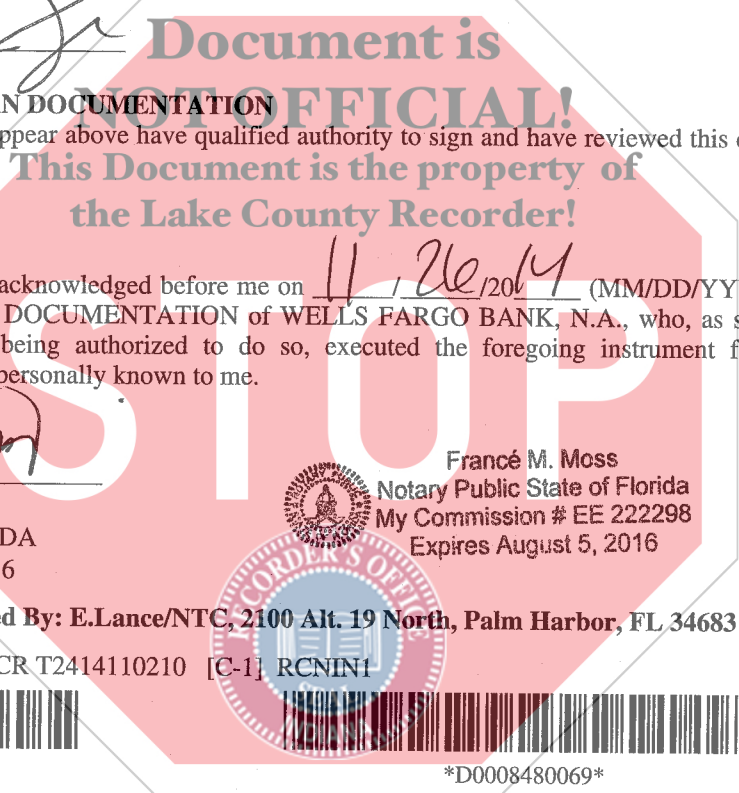 Document is
NOT OFFICIAL!
N DOCUMENTATION
ppear above have qualified authority to sign and have reviewed this
This Document is the property of
the Lake County Recorder!
acknowledged before me on 11 / 26 /2014 (MM/DD/YY
DOCUMENTATION of WELLS FARGO BANK, N.A., who, as s
being authorized to do so, executed the foregoing instrument f
personally known to me.
STOP
Francé M. Moss
Notary Public State of Florida
My Commission # EE 222298
Expires August 5, 2016
DA
6
RECORDER'S OFFICE
ed By: E.Lance/NTC, 2100 Alt. 19 North, Palm Harbor, FL 34683
CR T2414110210 [C-1] RCNIN1
SEAL
INDIANA
*D0008480069*